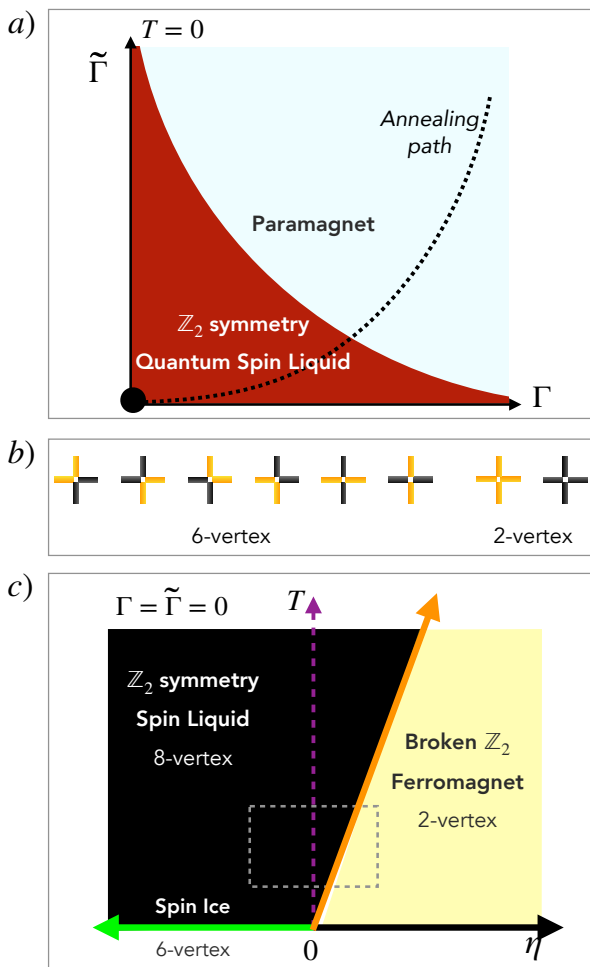 a)
T = 0
Γ̃
Annealing
path
Paramagnet
ℤ₂ symmetry
Quantum Spin Liquid
Γ
b)
6-vertex
2-vertex
c)
Γ = Γ̃ = 0
T
ℤ₂ symmetry
Spin Liquid
8-vertex
Broken ℤ₂
Ferromagnet
2-vertex
Spin Ice
6-vertex
0
η